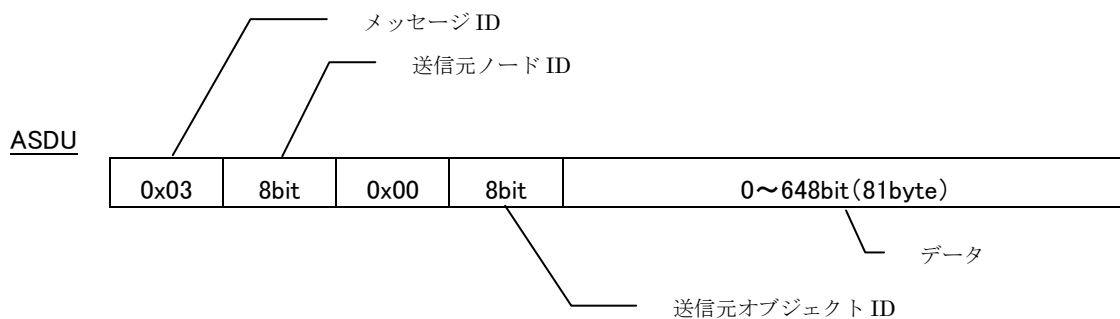 メッセージ ID
送信元ノード ID
ASDU
0x03 8bit 0x00 8bit 0～648bit(81byte)
データ
送信元オブジェクト ID